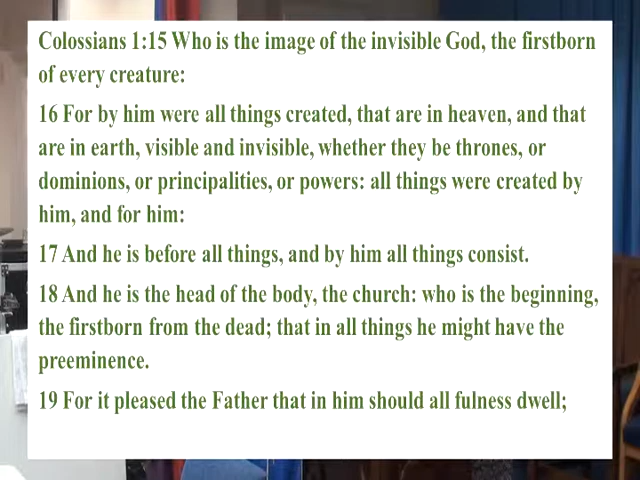 Colossians 1:15 Who is the image of the invisible God, the firstborn
of every creature:
16 For by him were all things created, that are in heaven, and that
are in earth, visible and invisible, whether they be thrones, or
dominions, or principalities, or powers: all things were created by
him, and for him:
17 And he is before all things, and by him all things consist.
18 And he is the head of the body, the church: who is the beginning,
the firstborn from the dead; that in all things he might have the
preeminence.
19 For it pleased the Father that in him should all fulness dwell;